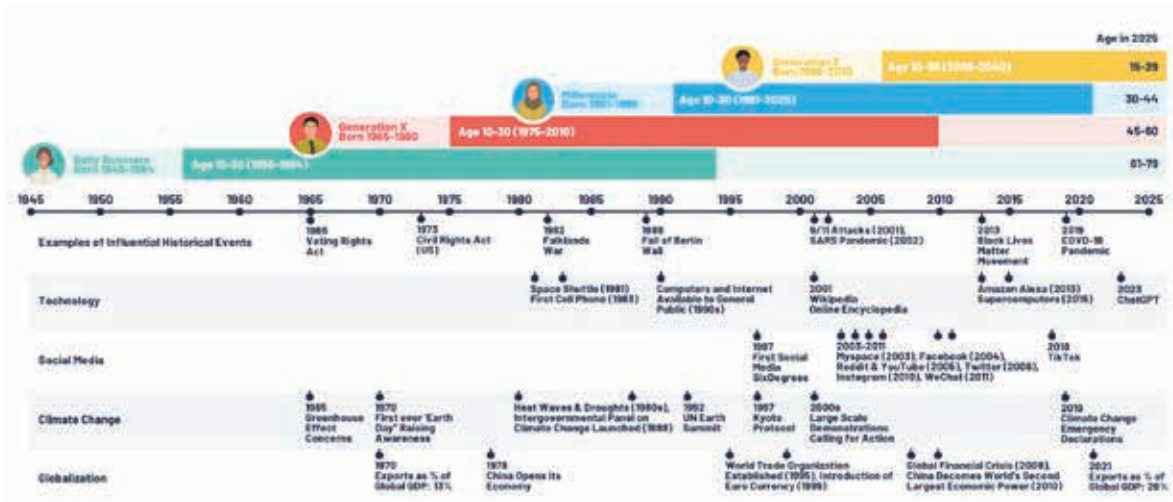 Age in 2025
Generation Z
Born 1996-2010
Age 10-30 (2006-2040)
15-29
Millennials
Born 1981-1995
Age 10-30 (1991-2025)
30-44
Generation X
Born 1965-1980
Age 10-30 (1975-2010)
45-60
Baby Boomers
Born 1946-1964
Age 10-30 (1956-1994)
61-79
1945 1950 1955 1960 1965 1970 1975 1980 1985 1990 1995 2000 2005 2010 2015 2020 2025
Examples of Influential Historical Events
1965
Voting Rights
Act
1973
Civil Rights Act
(US)
1982
Falklands
War
1989
Fall of Berlin
Wall
9/11 Attacks (2001),
SARS Pandemic (2002)
2013
Black Lives
Matter
Movement
2019
COVD-19
Pandemic
Technology
Space Shuttle (1981)
First Cell Phone (1983)
Computers and Internet
Available to General
Public (1990s)
2001
Wikipedia
Online Encyclopedia
Amazon Alexa (2013)
Supercomputers (2015)
2023
ChatGPT
Social Media
1997
First Social
Media
SixDegrees
2003-2011
Myspace (2003), Facebook (2004),
Reddit & YouTube (2005), Twitter (2006),
Instagram (2010), WeChat (2011)
2018
TikTok
Climate Change
1965
Greenhouse
Effect
Concerns
1970
First ever "Earth
Day" Raising
Awareness
Heat Waves & Droughts (1980s),
Intergovernmental Panel on
Climate Change Launched (1988)
1992
UN Earth
Summit
1997
Kyoto
Protocol
2000s
Large Scale
Demonstrations
Calling for Action
2019
Climate Change
Emergency
Declarations
Globalization
1970
Exports as % of
Global GDP: 13%
1978
China Opens its
Economy
World Trade Organization
Established (1995), Introduction of
Euro Currency (1999)
Global Financial Crisis (2008),
China Becomes World's Second
Largest Economic Power (2010)
2021
Exports as % of
Global GDP: 29%